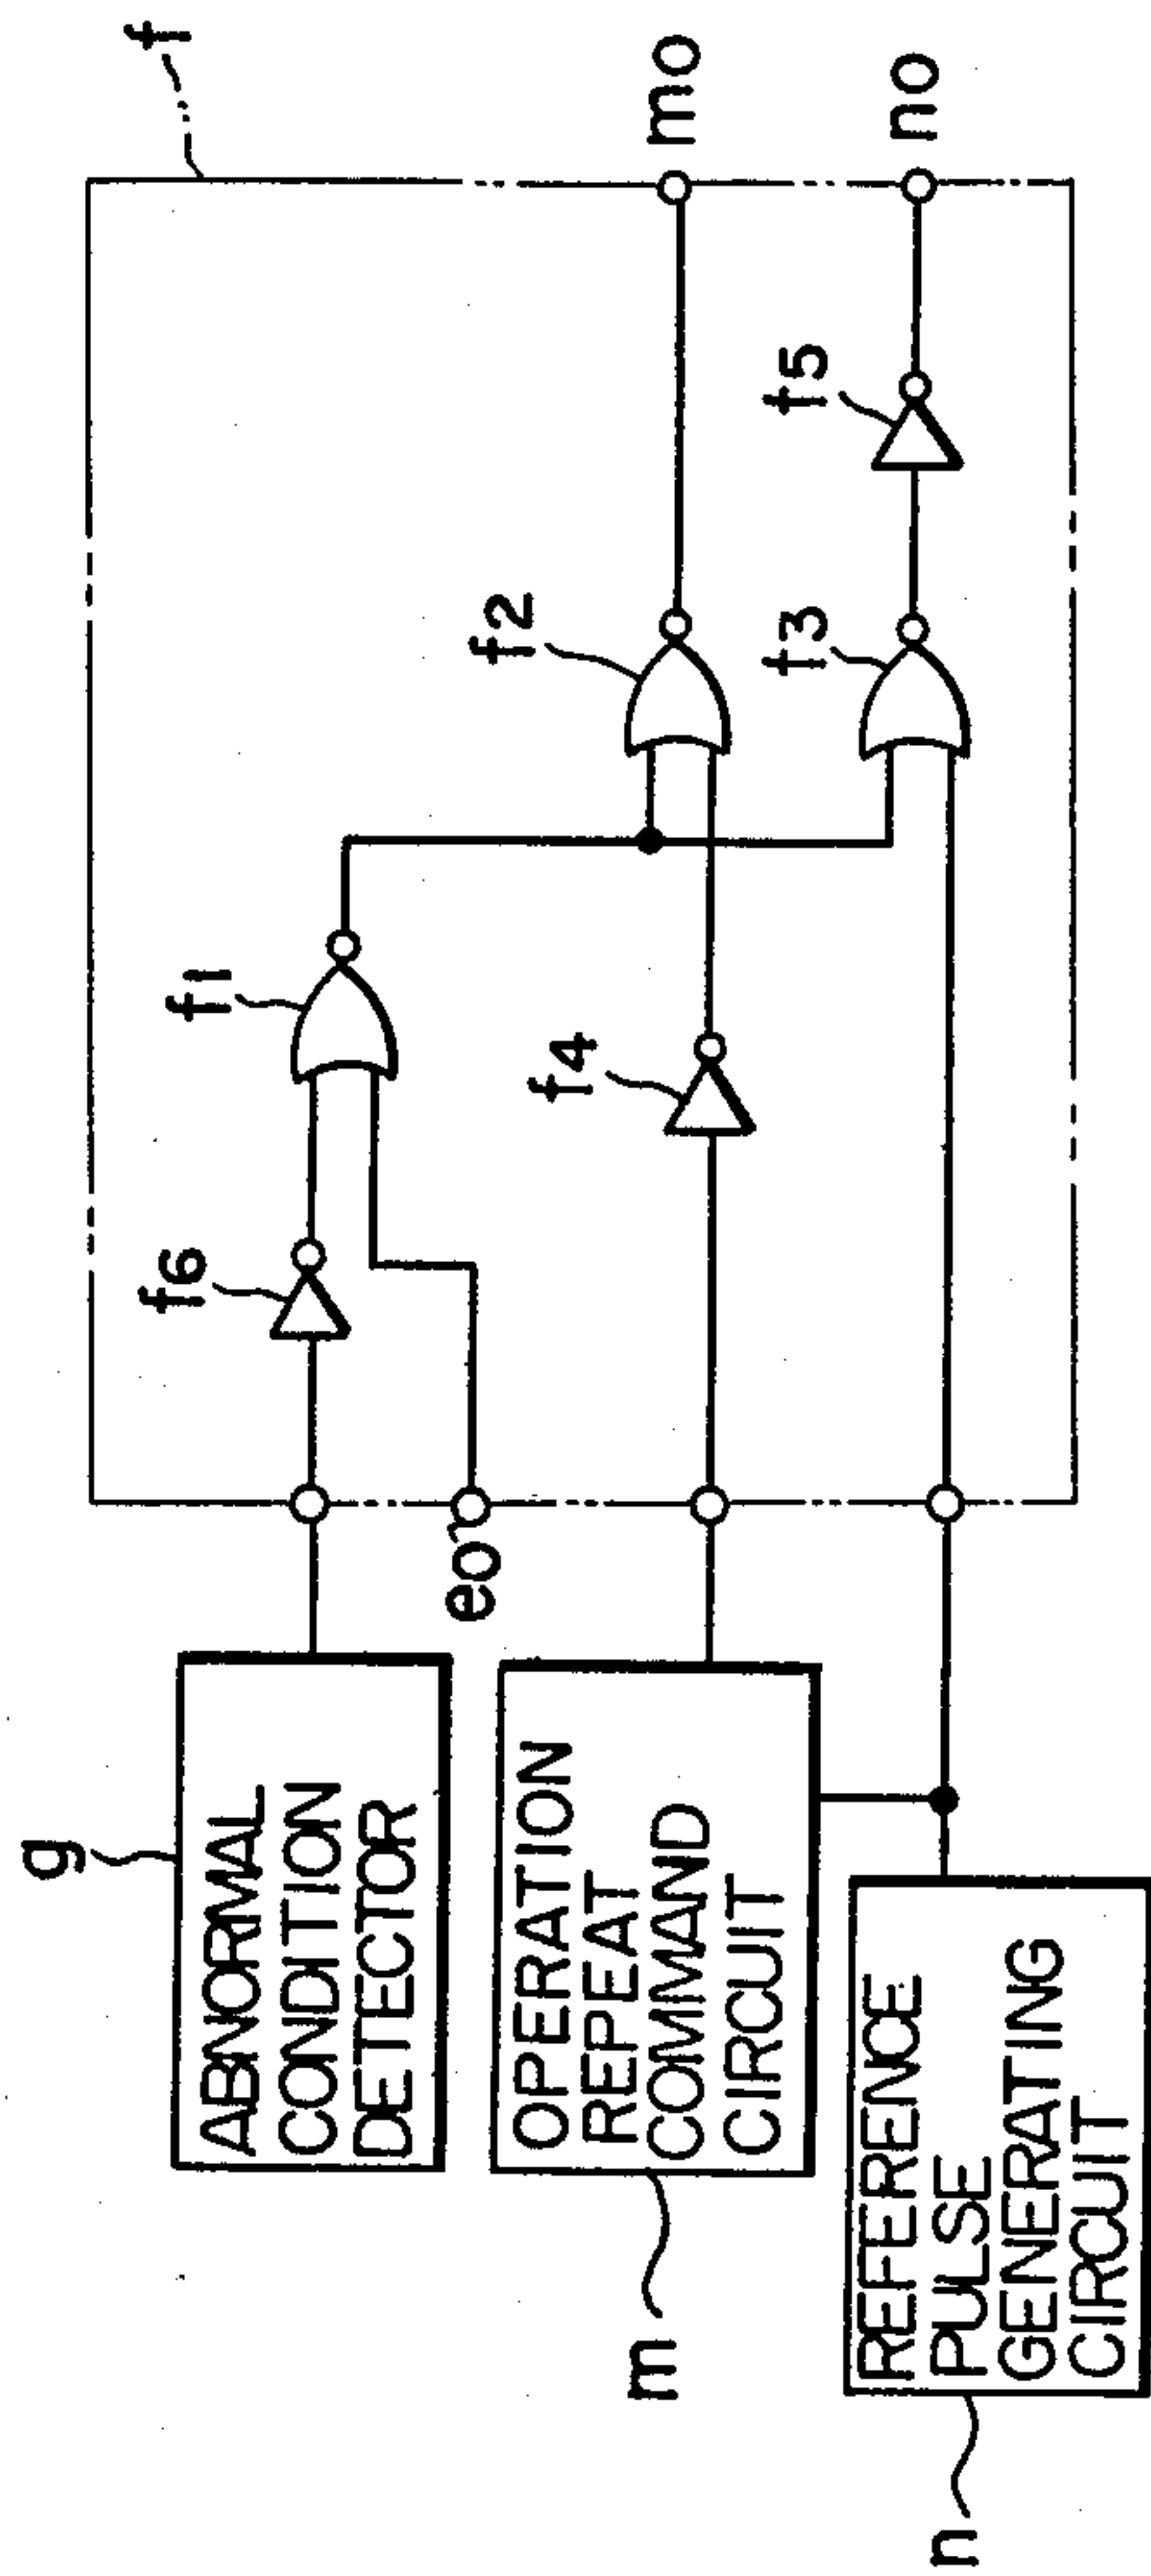 f
mo
no
f5
f2
f3
f1
f4
f6
eo
g
ABNORMAL
CONDITION
DETECTOR
m
OPERATION
REPEAT
COMMAND
CIRCUIT
n
REFERENCE
PULSE
GENERATING
CIRCUIT